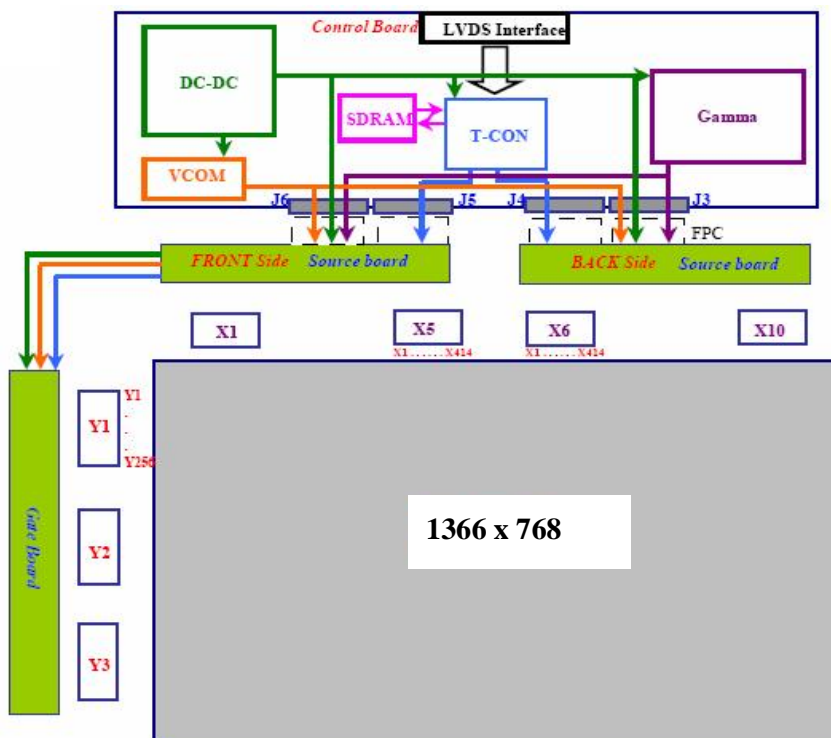 Control Board LVDS Interface
DC-DC
SDRAM
T-CON
Gamma
VCOM
J6 J5 J4 J3
FPC
FRONT Side Source board
BACK Side Source board
X1 X5 X6 X10
X1......X414 X1......X414
Y1
Y1
.
.
.
Y256
Gate Board
1366 x 768
Y2
Y3